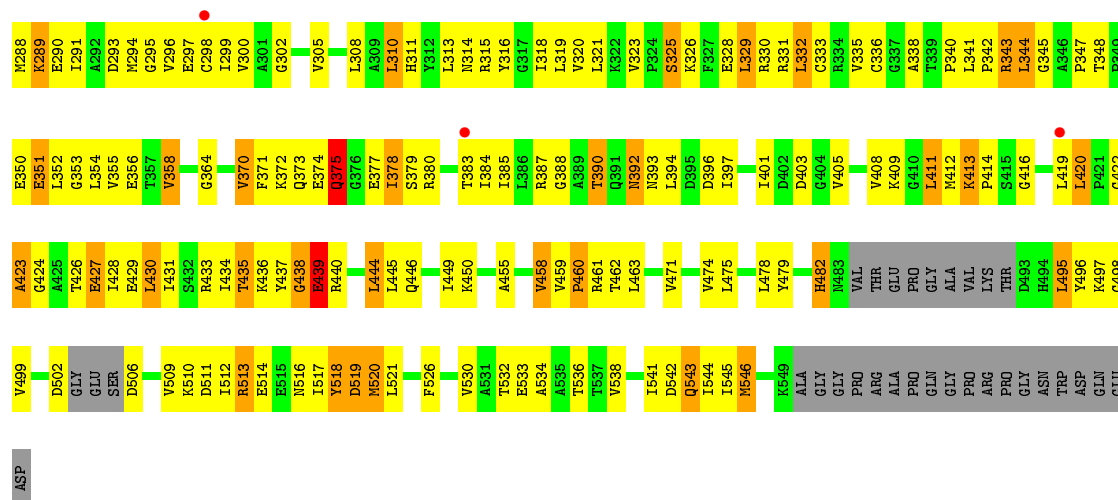 M288 K289 E290 I291 A292 D293 M294 G295 V296 E297 C298 I299 V300 A301 G302 V305 L308 A309 L310 H311 Y312 L313 N314 R315 Y316 G317 I318 L319 V320 L321 K322 V323 P324 S325 K326 F327 E328 L329 R330 R331 L332 C333 R334 V335 C336 G337 A338 T339 P340 L341 P342 R343 L344 G345 A346 P347 T348
E350 E351 L352 G353 L354 V355 E356 T357 V358 G364 V370 F371 K372 Q373 E374 Q375 G376 E377 I378 S379 R380 T383 I384 I385 L386 R387 G388 A389 T390 Q391 N392 N393 L394 D395 D396 I397 I401 D402 D403 G404 V405 V408 K409 G410 L411 M412 K413 P414 S415 G416 L419 L420 P421
A423 G424 A425 T426 E427 I428 E429 L430 I431 S432 R433 I434 T435 K436 Y437 G438 E439 R440 L444 L445 Q446 I449 K450 A455 V458 V459 P460 R461 T462 L463 V471 V474 L475 L478 Y479 H482 N483 VAL THR GLU PRO GLY ALA VAL LYS THR D493 H494 L495 Y496 K497
V499 D502 GLY GLU SER D506 V509 K510 D511 I512 R513 E514 E515 N516 I517 Y518 D519 M520 L521 F526 V530 A531 T532 E533 A534 A535 T536 T537 V538 I541 D542 Q543 I544 I545 M546 K549 ALA GLY GLY PRO ARG ALA PRO GLN GLY PRO ARG PRO GLY ASN TRP ASP GLN
ASP